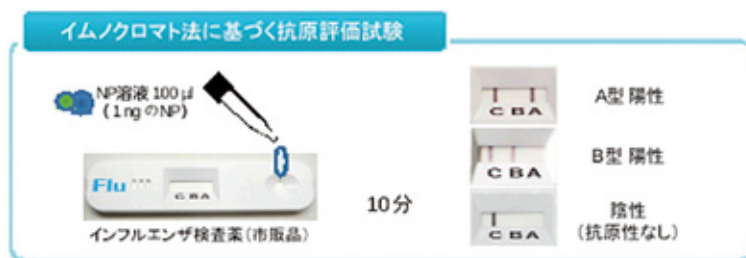 イムノクロマト法に基づく抗原評価試験
NP溶液 100 µl
(1ngのNP)
Flu
C B A
インフルエンザ検査薬(市販品)
10分
C B A
A型 陽性
C B A
B型 陽性
C B A
陰性
(抗原性なし)